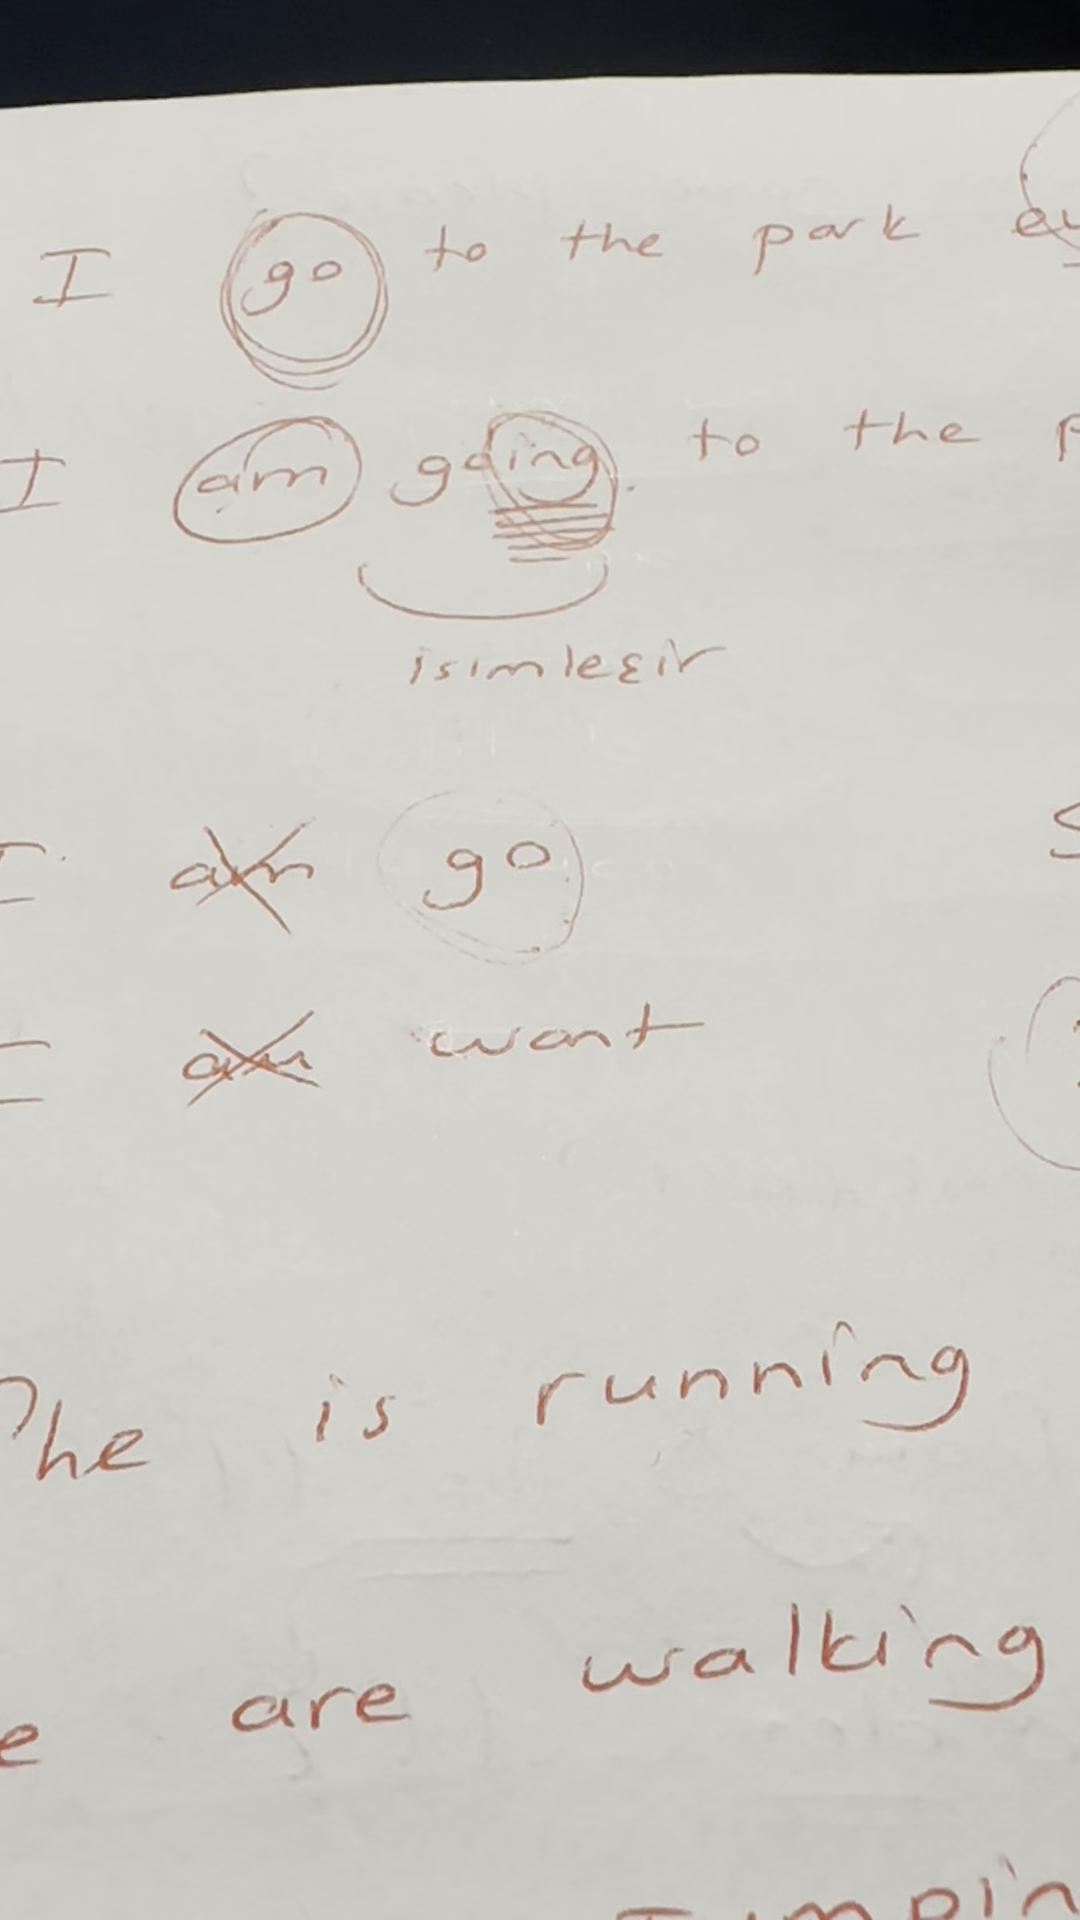 I go to the park
I am going to the
isimleşir
I am go
I am want
he is running
are walking